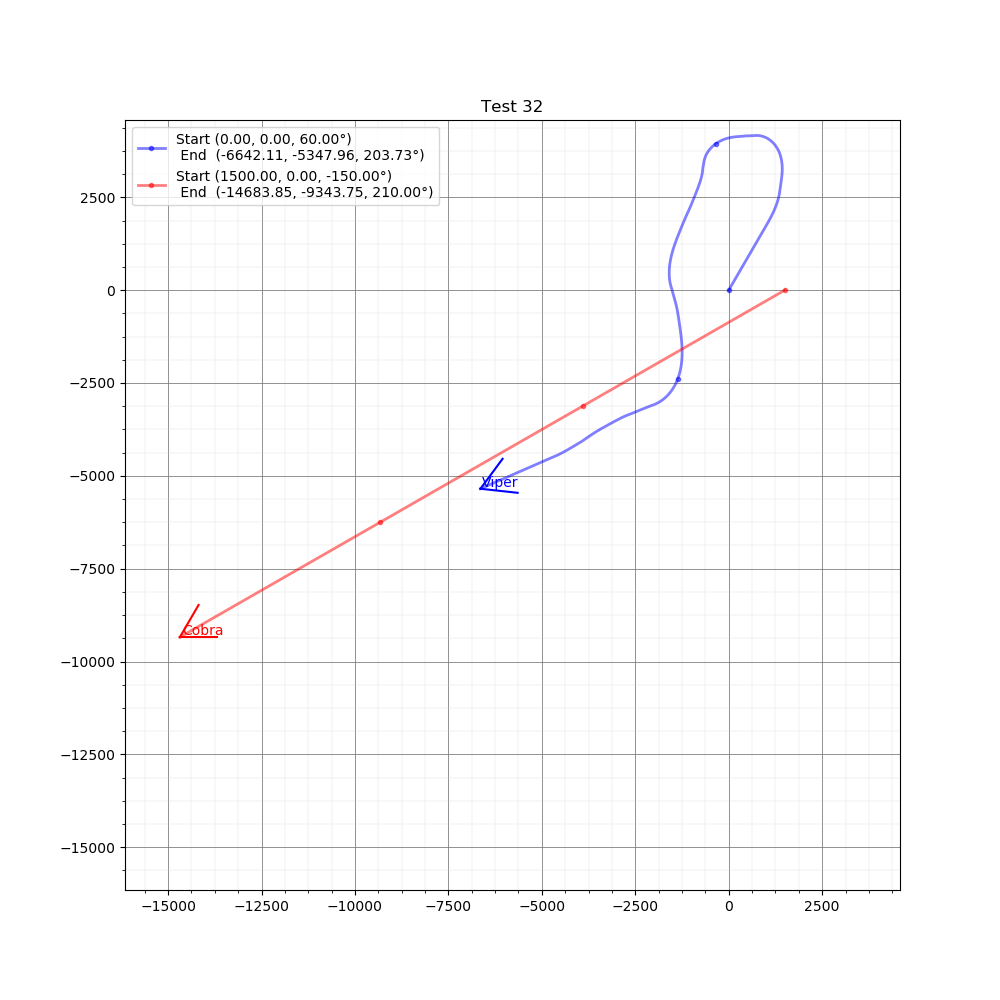 Test 32
Start (0.00, 0.00, 60.00°)
End (-6642.11, -5347.96, 203.73°)
Start (1500.00, 0.00, -150.00°)
End (-14683.85, -9343.75, 210.00°)
2500
0
−2500
−5000
−7500
−10000
−12500
−15000
Viper
Cobra
−15000 −12500 −10000 −7500 −5000 −2500 0 2500